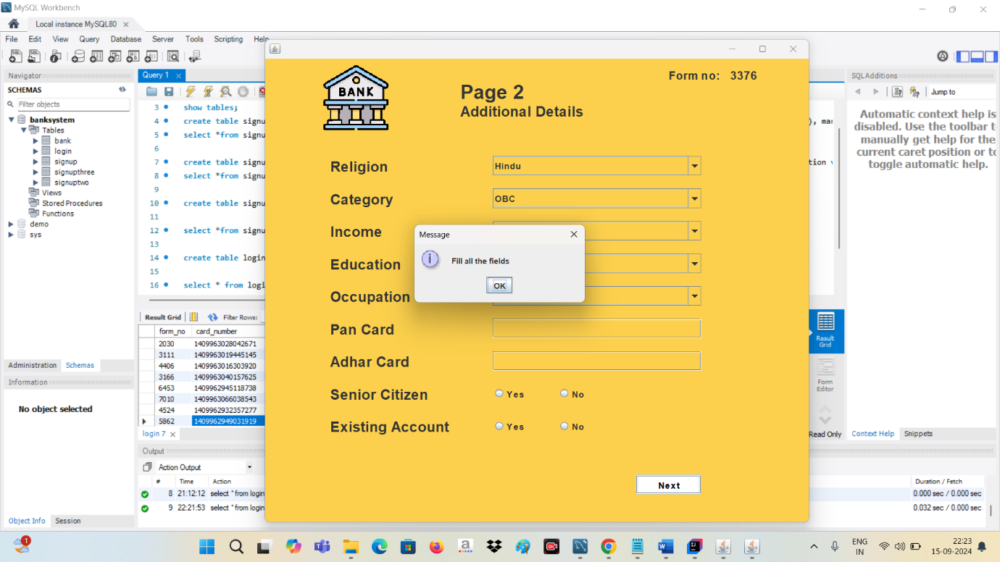 MySQL Workbench
Local instance MySQL80
File Edit View Query Database Server Tools Scripting Help
Navigator
SCHEMAS
Filter objects
banksystem
Tables
bank
login
signup
signupthree
signuptwo
Views
Stored Procedures
Functions
demo
sys
Administration Schemas
Information
No object selected
Object Info Session
Query 1
3 show tables;
4 create table signu
5 select *from signu
6
7 create table signu
8 select *from signu
9
10 create table signu
11
12 select *from signu
13
14 create table login
15
16 select * from logi
Result Grid Filter Rows:
form_no card_number
2030 1409963028042671
3111 1409963019445145
4406 1409963016303920
3166 1409963040157625
6453 1409962945118738
7010 1409963066038543
4524 1409962932357277
5862 1409962949031919
login 7
Output
Action Output
# Time Action
8 21:12:12 select *from login
9 22:21:53 select *from login
BANK
Form no: 3376
Page 2
Additional Details
Religion Hindu
Category OBC
Income
Education
Occupation
Pan Card
Adhar Card
Senior Citizen Yes No
Existing Account Yes No
Next
Message
Fill all the fields
OK
), mar
tion v
Result Grid
Form Editor
Read Only
SQLAdditions
Jump to
Automatic context help is
disabled. Use the toolbar t
manually get help for the
current caret position or to
toggle automatic help.
Context Help Snippets
Duration / Fetch
0.000 sec / 0.000 sec
0.032 sec / 0.000 sec
1
ENG
IN
22:23
15-09-2024